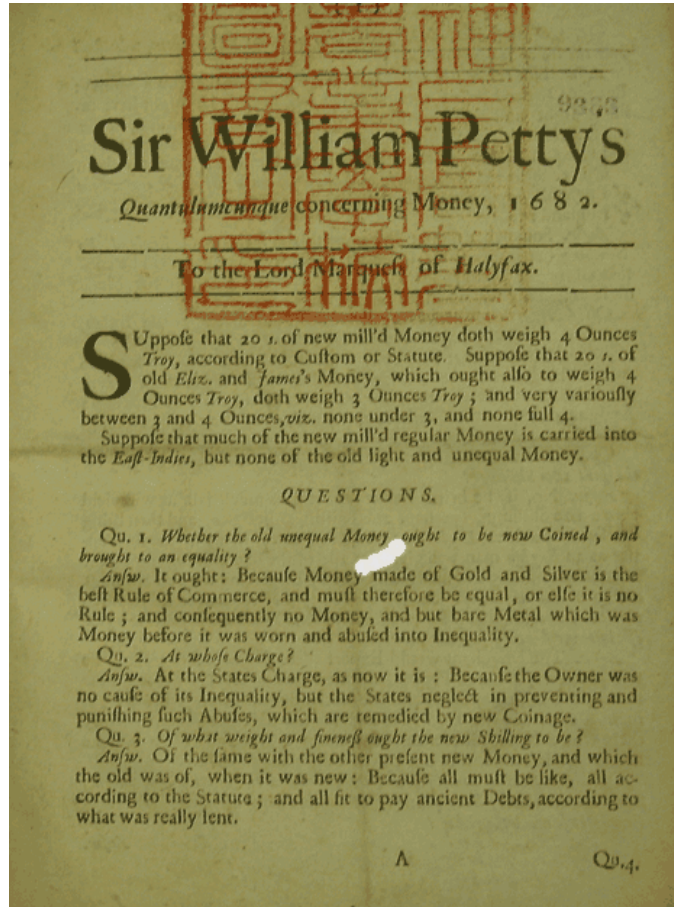 Sir William Petty's
Quantulumcunque concerning Money, 1682.
To the Lord Marqueſs of Halyfax.
SUppoſe that 20 s. of new mill'd Money doth weigh 4 Ounces
Troy, according to Cuſtom or Statute. Suppoſe that 20 s. of
old Eliz. and James's Money, which ought alſo to weigh 4
Ounces Troy, doth weigh 3 Ounces Troy; and very variouſly
between 3 and 4 Ounces, viz. none under 3, and none full 4.
Suppoſe that much of the new mill'd regular Money is carried into
the Eaſt-Indies, but none of the old light and unequal Money.
QUESTIONS.
Qu. 1. Whether the old unequal Money ought to be new Coined, and
brought to an equality?
Anſw. It ought: Becauſe Money made of Gold and Silver is the
beſt Rule of Commerce, and muſt therefore be equal, or elſe it is no
Rule; and conſequently no Money, and but bare Metal which was
Money before it was worn and abuſed into Inequality.
Qu. 2. At whoſe Charge?
Anſw. At the States Charge, as now it is: Becauſe the Owner was
no cauſe of its Inequality, but the States neglect in preventing and
puniſhing ſuch Abuſes, which are remedied by new Coinage.
Qu. 3. Of what weight and fineneſs ought the new Shilling to be?
Anſw. Of the ſame with the other preſent new Money, and which
the old was of, when it was new: Becauſe all muſt be like, all ac-
cording to the Statute; and all fit to pay ancient Debts, according to
what was really lent.
A Qu. 4.